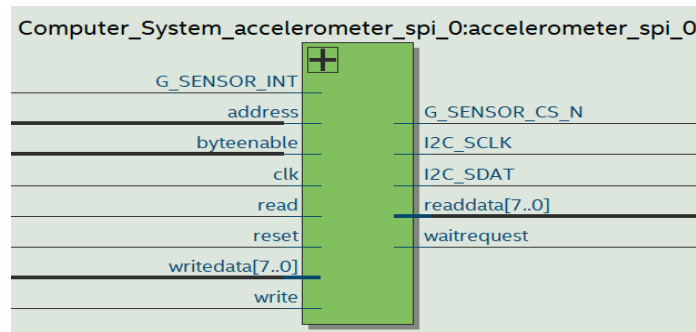 Computer_System_accelerometer_spi_0:accelerometer_spi_0
G_SENSOR_INT
address
byteenable
clk
read
reset
writedata[7..0]
write
G_SENSOR_CS_N
I2C_SCLK
I2C_SDAT
readdata[7..0]
waitrequest